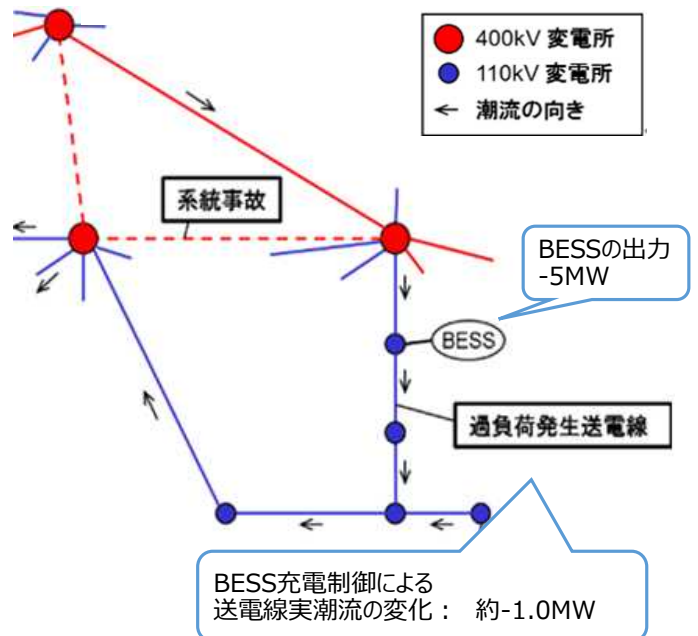 400kV 変電所
110kV 変電所
潮流の向き
系統事故
BESSの出力
-5MW
BESS
過負荷発生送電線
BESS充電制御による
送電線実潮流の変化： 約-1.0MW